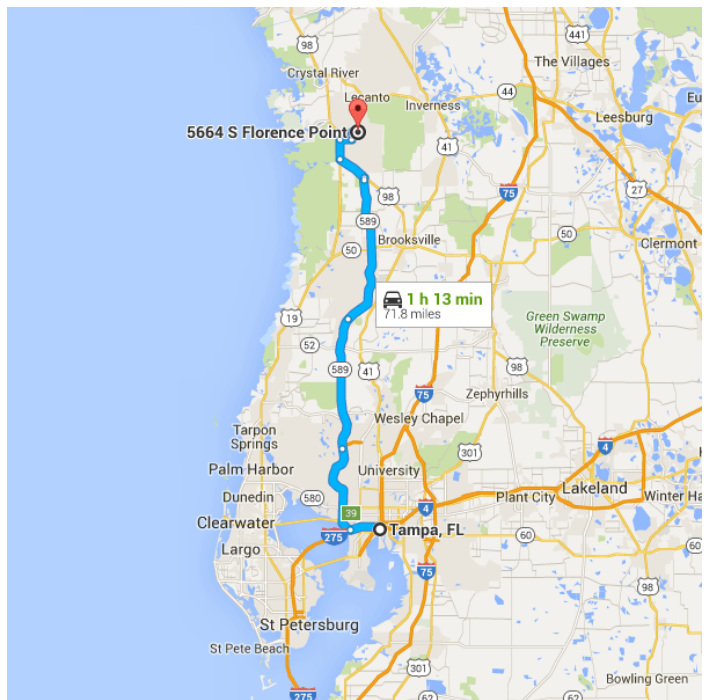 98
Crystal River
Lecanto
Inverness
44
441
The Villages
Leesburg
Eu
5664 S Florence Point
41
98
75
27
589
50
Brooksville
50
Clermont
1 h 13 min
71.8 miles
19
52
589
41
Green Swamp
Wilderness
Preserve
98
75
Zephyrhills
Wesley Chapel
Tarpon
Springs
301
4
Palm Harbor
University
Dunedin
580
39
4
Plant City
Lakeland
Winter Ha
Clearwater
275
Tampa, FL
60
60
Largo
75
98
St Petersburg
St Pete Beach
301
37
Bowling Green
275
62
62